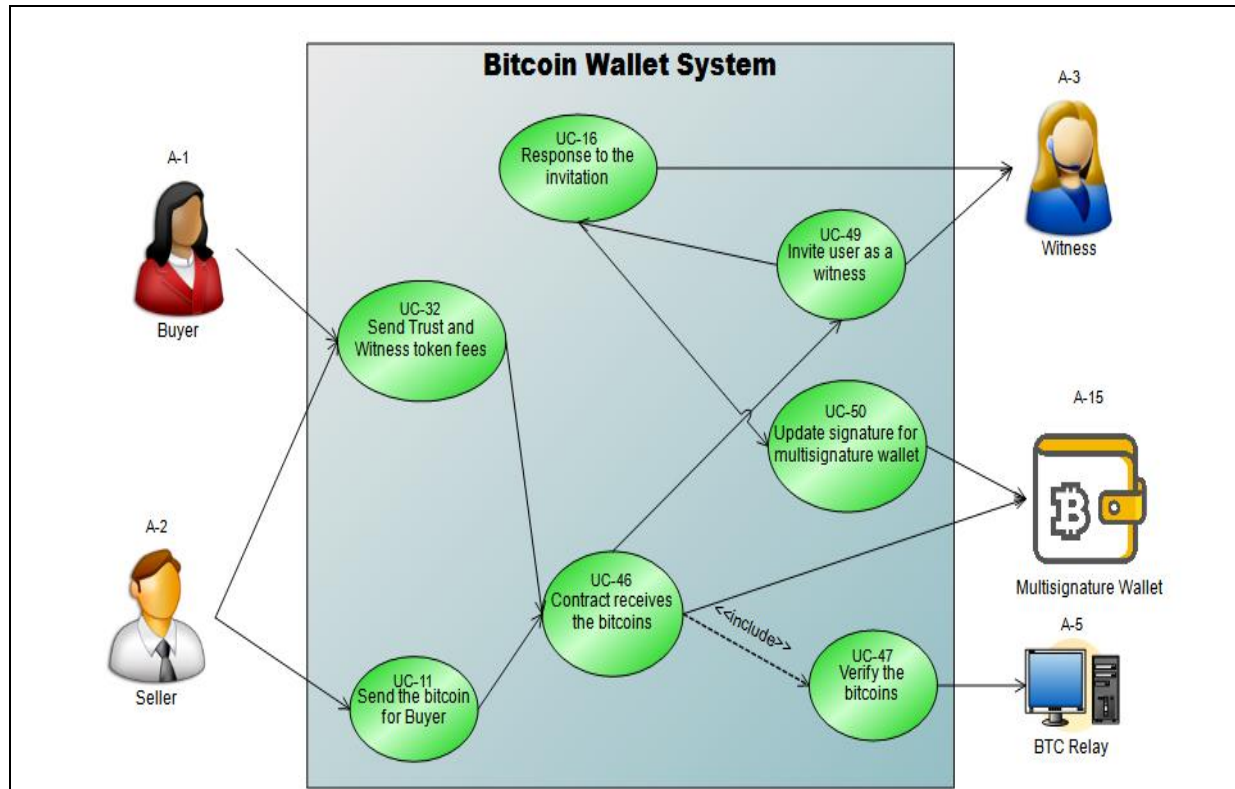 Bitcoin Wallet System
A-1
Buyer
A-2
Seller
UC-16
Response to the
invitation
UC-49
Invite user as a
witness
UC-32
Send Trust and
Witness token fees
UC-50
Update signature for
multisignature wallet
UC-46
Contract receives
the bitcoins
<<include>>
UC-47
Verify the
bitcoins
UC-11
Send the bitcoin
for Buyer
A-3
Witness
A-15
Multisignature Wallet
A-5
BTC Relay